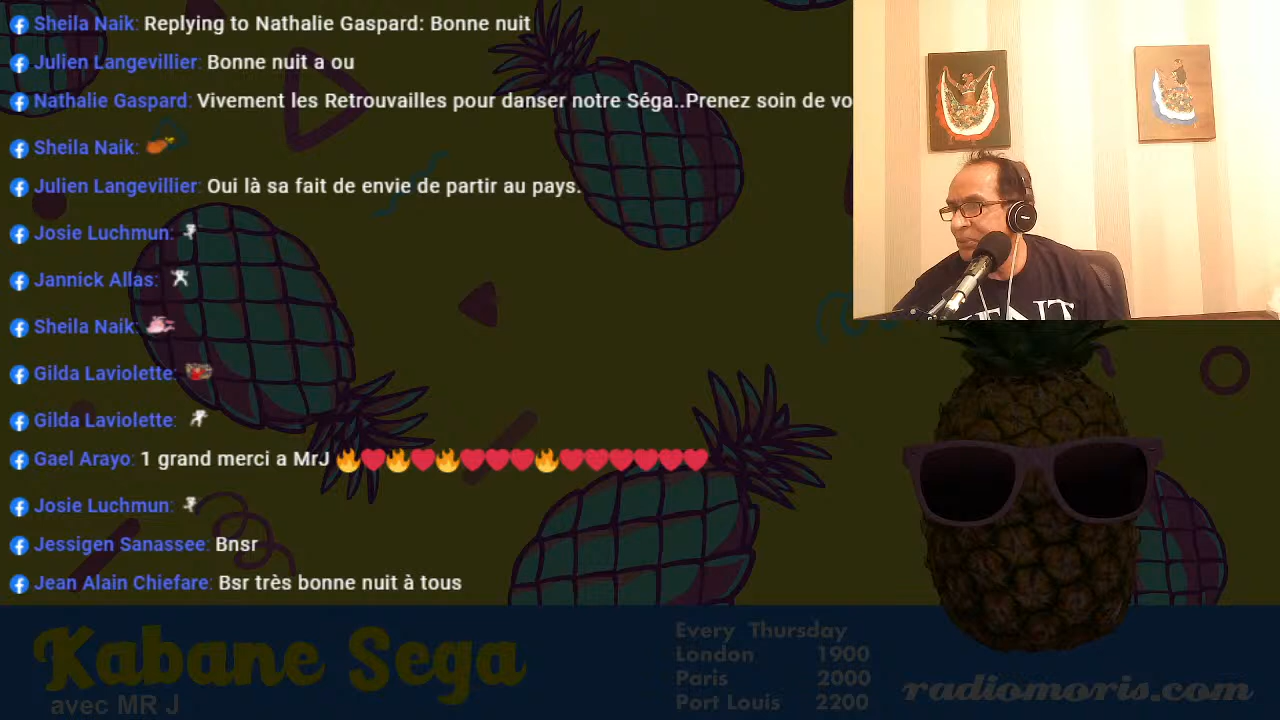 Sheila Naik: Replying to Nathalie Gaspard: Bonne nuit
Julien Langevillier: Bonne nuit a ou
Nathalie Gaspard: Vivement les Retrouvailles pour danser notre Séga..Prenez soin de vo
Sheila Naik:
Julien Langevillier: Oui là sa fait de envie de partir au pays.
Josie Luchmun:
Jannick Allas:
Sheila Naik:
Gilda Laviolette:
Gilda Laviolette:
Gael Arayo: 1 grand merci a MrJ 🔥❤️🔥❤️🔥❤️❤️❤️🔥❤️❤️❤️❤️❤️❤️
Josie Luchmun:
Jessigen Sanassee: Bnsr
Jean Alain Chiefare: Bsr très bonne nuit à tous
Kabane Sega
avec MR J
Every Thursday
London 1900
Paris 2000
Port Louis 2200
radiomoris.com